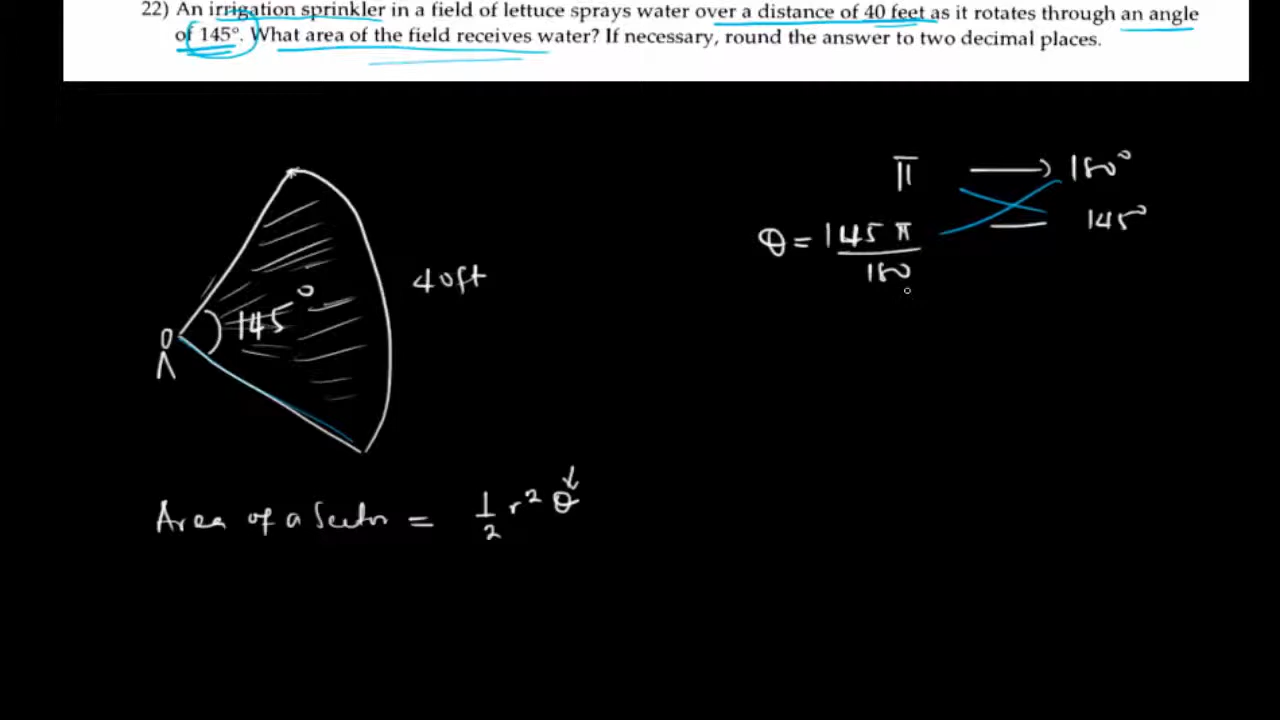 22) An irrigation sprinkler in a field of lettuce sprays water over a distance of 40 feet as it rotates through an angle
of 145°. What area of the field receives water? If necessary, round the answer to two decimal places.
π → 180°
145°
θ = 145 π
180
40ft
145°
Area of a Sector = 1/2 r² θ